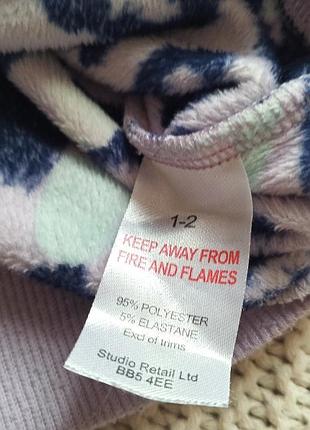 1-2
KEEP AWAY FROM
FIRE AND FLAMES
95% POLYESTER
5% ELASTANE
Excl of trims
Studio Retail Ltd
BB5 4EE